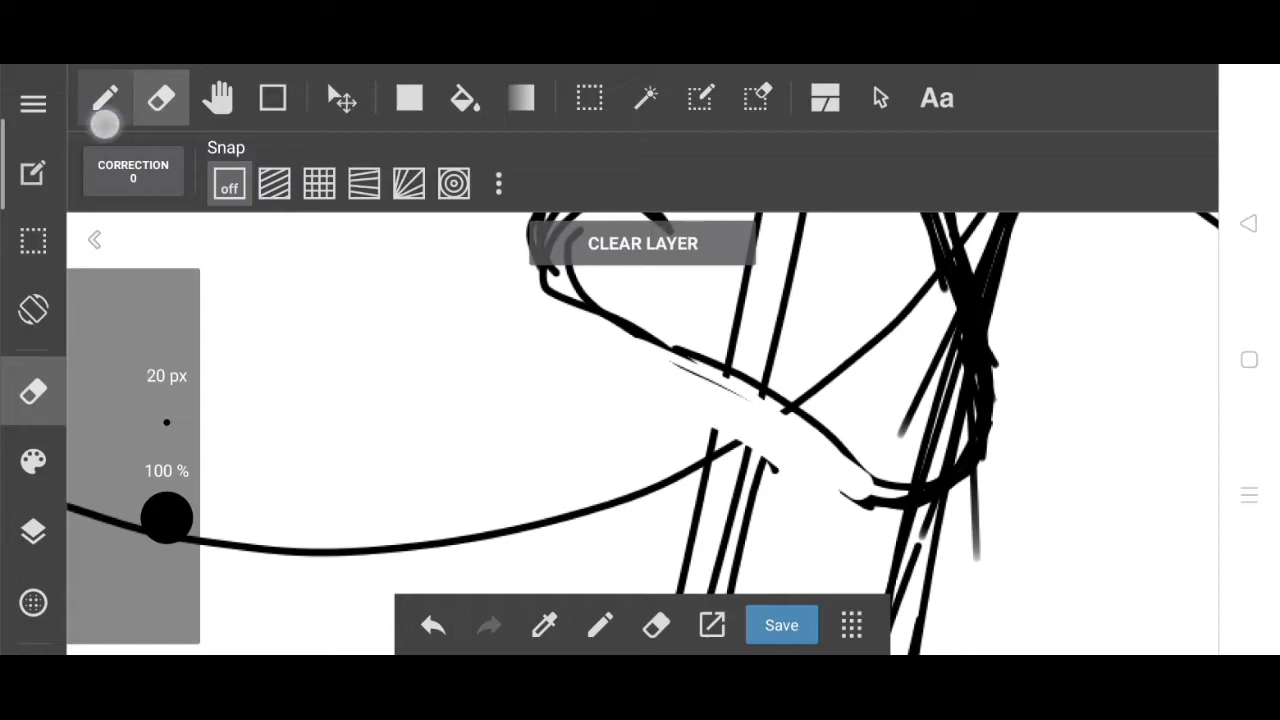 Aa
CORRECTION
0
Snap
off
CLEAR LAYER
20 px
100 %
Save